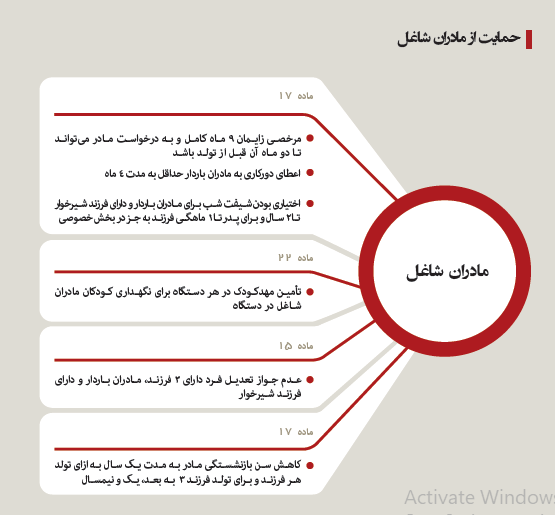 حمایت از مادران شاغل
ماده ۱۷
مرخصی زایمان ۹ ماه کامل و به درخواست مادر می‌تواند
تا دو ماه آن قبل از تولد باشد
اعطای دورکاری به مادران باردار حداقل به مدت ٤ ماه
اختیاری بودن شیفت شب برای مادران باردار و دارای فرزند شیرخوار
تا ۲ سال و برای پدر تا ۱ ماهگی فرزند به جز در بخش خصوصی
مادران شاغل
ماده ۲۲
تأمین مهدکودک در هر دستگاه برای نگهداری کودکان مادران
شاغل در دستگاه
ماده ۱۵
عدم جواز تعدیل فرد دارای ۳ فرزند، مادران باردار و دارای
فرزند شیرخوار
ماده ۱۷
کاهش سن بازنشستگی مادر به مدت یک سال به ازای تولد
هر فرزند و برای تولد فرزند ۳ به بعد، یک و نیم‌سال
Activate Windows